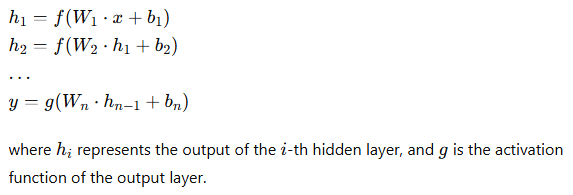 h₁ = f(W₁ · x + b₁)
h₂ = f(W₂ · h₁ + b₂)
...
y = g(Wₙ · hₙ₋₁ + bₙ)
where hᵢ represents the output of the i-th hidden layer, and g is the activation
function of the output layer.